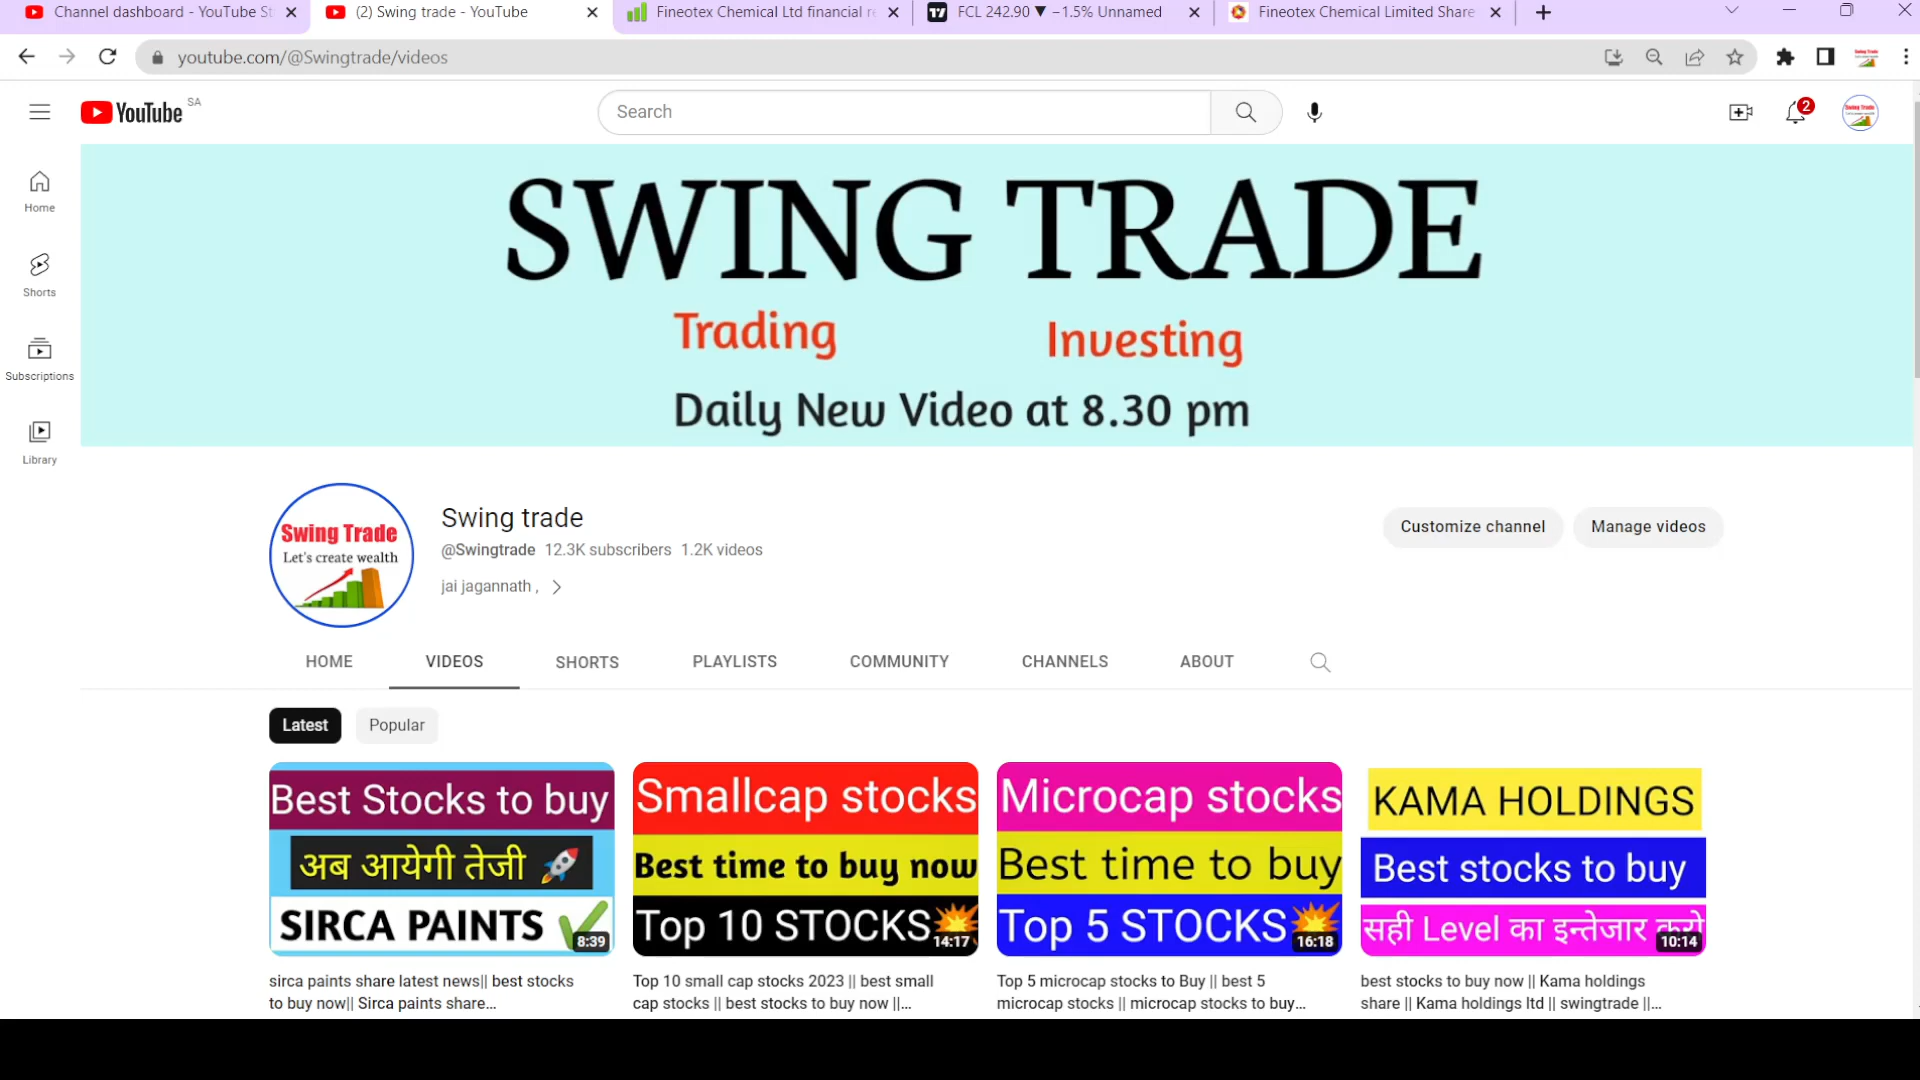 Channel dashboard - YouTube St
(2) Swing trade - YouTube
Fineotex Chemical Ltd financial re
FCL 242.90 ▼ −1.5% Unnamed
Fineotex Chemical Limited Share
youtube.com/@Swingtrade/videos
YouTube SA
Search
2
Home
Shorts
Subscriptions
Library
SWING TRADE
Trading
Investing
Daily New Video at 8.30 pm
Swing Trade
Let's create wealth
Swing trade
@Swingtrade 12.3K subscribers 1.2K videos
jai jagannath ,
Customize channel
Manage videos
HOME
VIDEOS
SHORTS
PLAYLISTS
COMMUNITY
CHANNELS
ABOUT
Latest
Popular
Best Stocks to buy
अब आयेगी तेजी
SIRCA PAINTS
8:39
sirca paints share latest news|| best stocks
to buy now|| Sirca paints share...
Smallcap stocks
Best time to buy now
Top 10 STOCKS
14:17
Top 10 small cap stocks 2023 || best small
cap stocks || best stocks to buy now ||...
Microcap stocks
Best time to buy
Top 5 STOCKS
16:18
Top 5 microcap stocks to Buy || best 5
microcap stocks || microcap stocks to buy...
KAMA HOLDINGS
Best stocks to buy
सही Level का इन्तेजार करो
10:14
best stocks to buy now || Kama holdings
share || Kama holdings ltd || swingtrade ||...